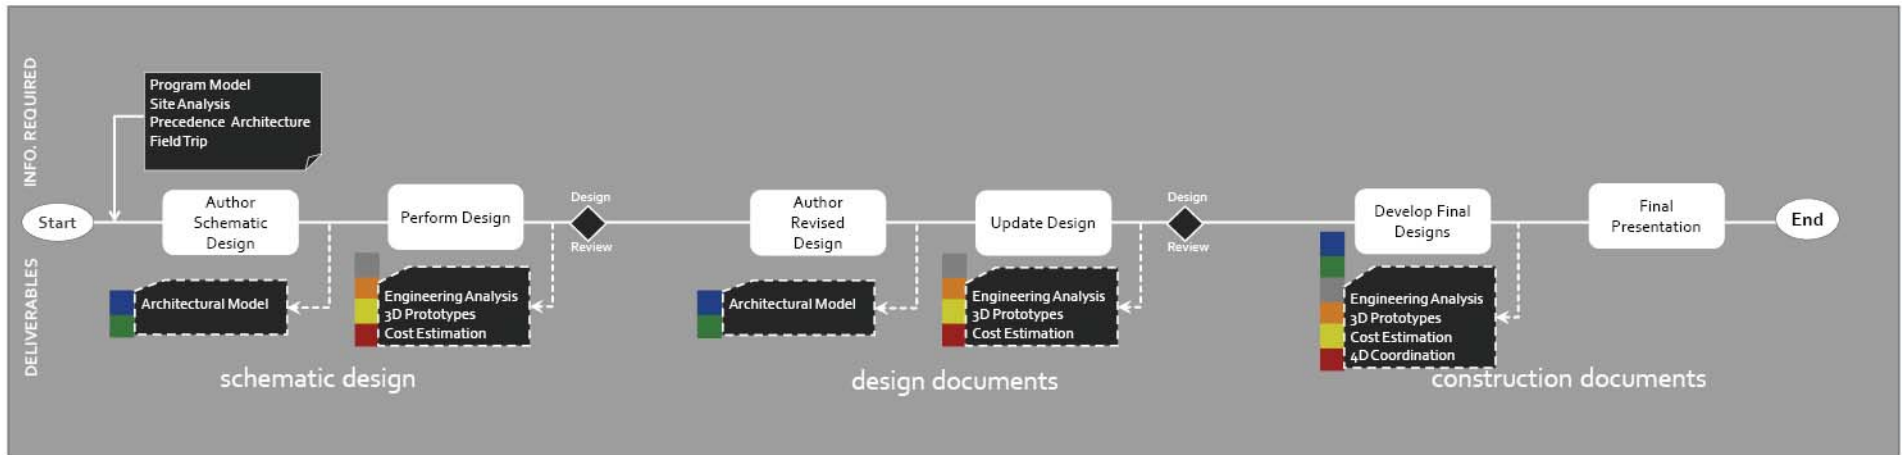 INFO. REQUIRED
DELIVERABLES
Program Model
Site Analysis
Precedence Architecture
Field Trip
Start
Author
Schematic
Design
Perform Design
Design
Review
Author
Revised
Design
Update Design
Design
Review
Develop Final
Designs
Final
Presentation
End
Architectural Model
Engineering Analysis
3D Prototypes
Cost Estimation
Architectural Model
Engineering Analysis
3D Prototypes
Cost Estimation
Engineering Analysis
3D Prototypes
Cost Estimation
4D Coordination
schematic design
design documents
construction documents